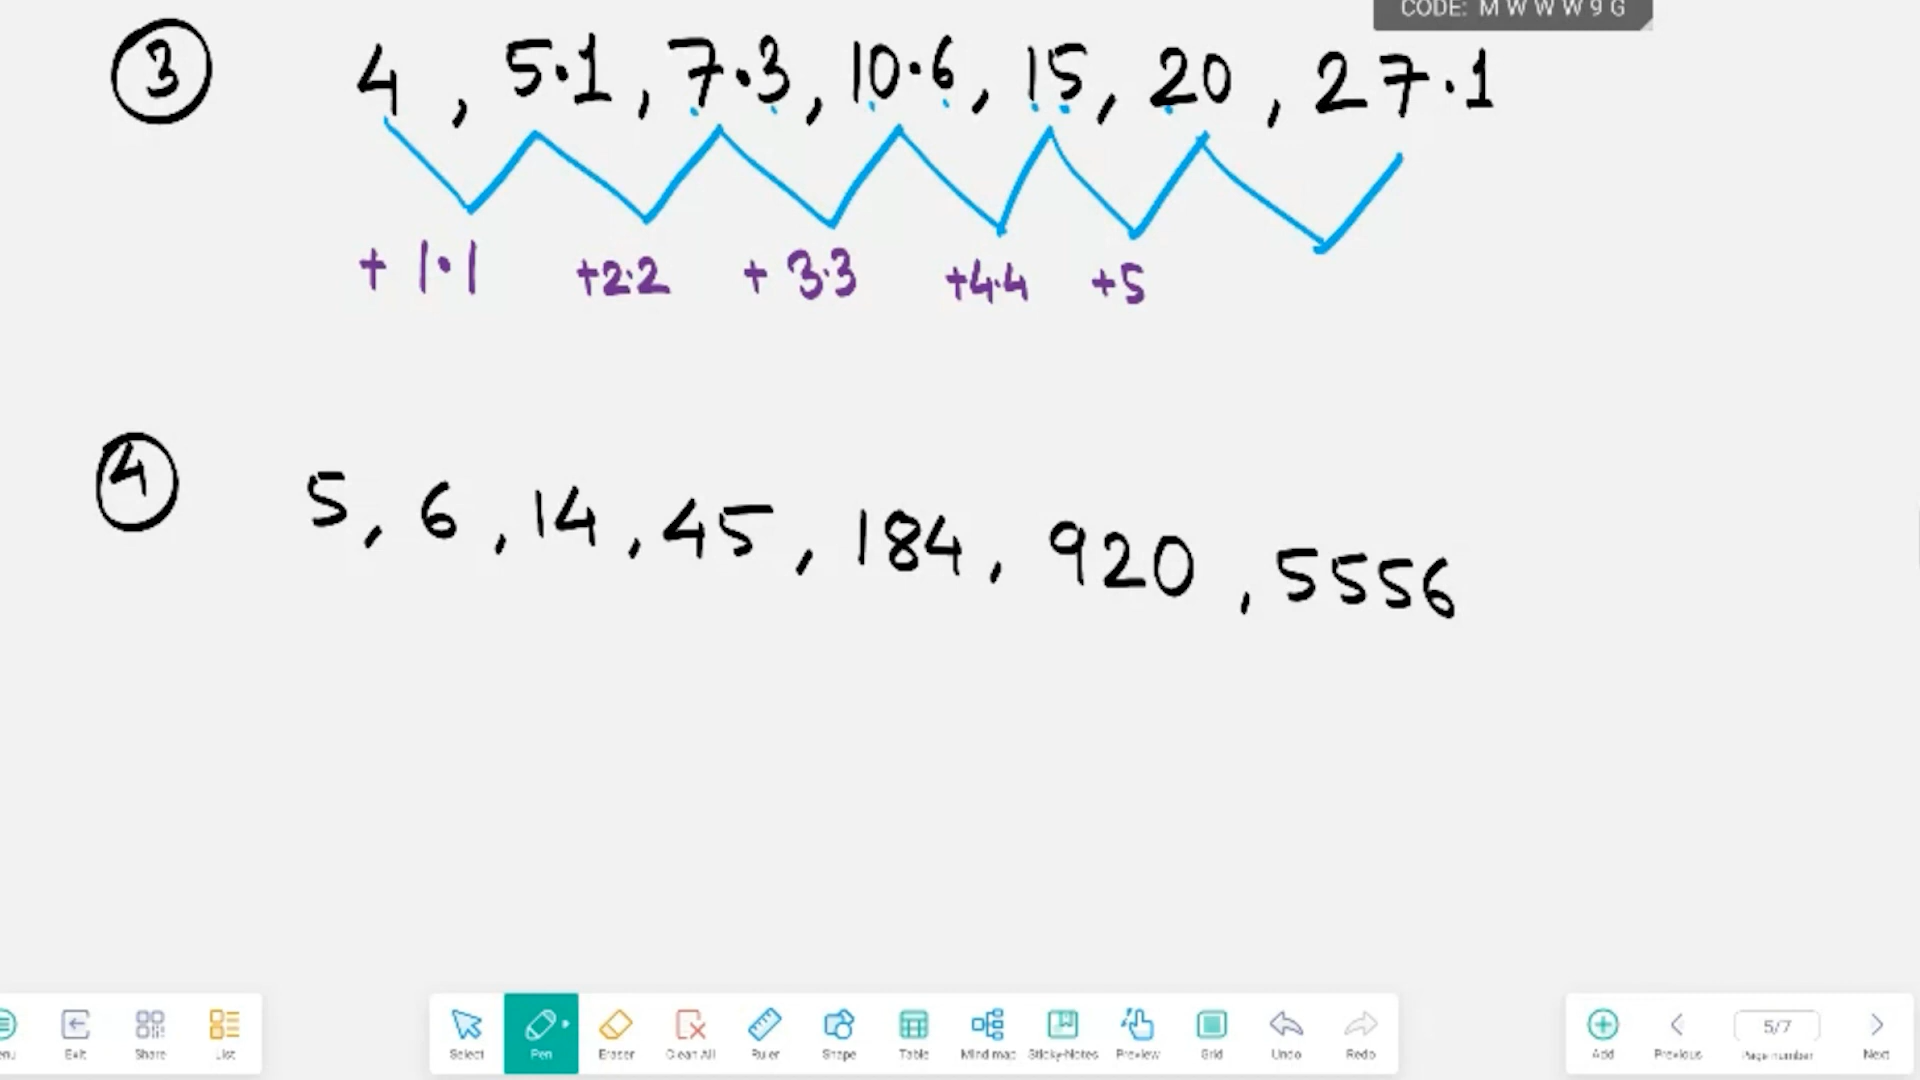 CODE: MWWW9G
3 4, 5.1, 7.3, 10.6, 15, 20, 27.1
+1.1 +2.2 +3.3 +4.4 +5
4 5, 6, 14, 45, 184, 920, 5556
Exit Share List Select Pen Eraser Clean All Ruler Shape Table Mind map Sticky-Notes Preview Grid Undo Redo Add Previous 5/7 Page number Next